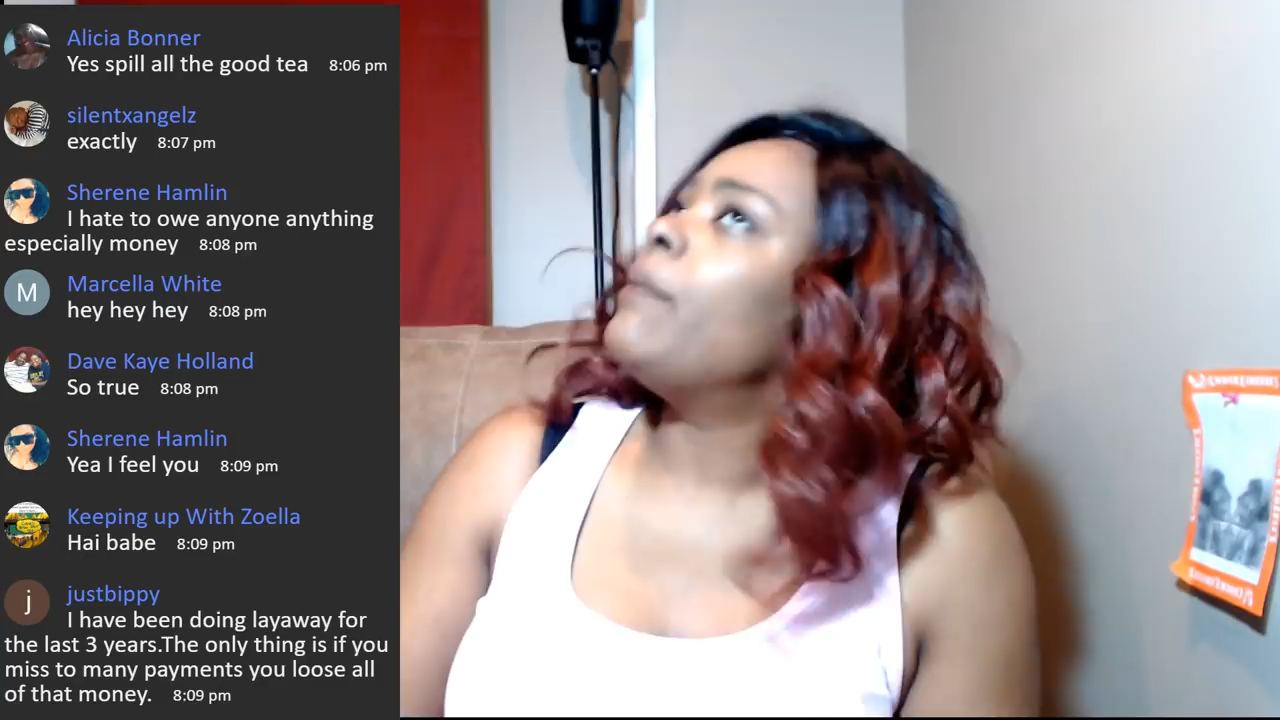 Alicia Bonner
Yes spill all the good tea 8:06 pm
silentxangelz
exactly 8:07 pm
Sherene Hamlin
I hate to owe anyone anything
especially money 8:08 pm
M
Marcella White
hey hey hey 8:08 pm
Dave Kaye Holland
So true 8:08 pm
Sherene Hamlin
Yea I feel you 8:09 pm
Keeping up With Zoella
Hai babe 8:09 pm
j
justbippy
I have been doing layaway for
the last 3 years.The only thing is if you
miss to many payments you loose all
of that money. 8:09 pm